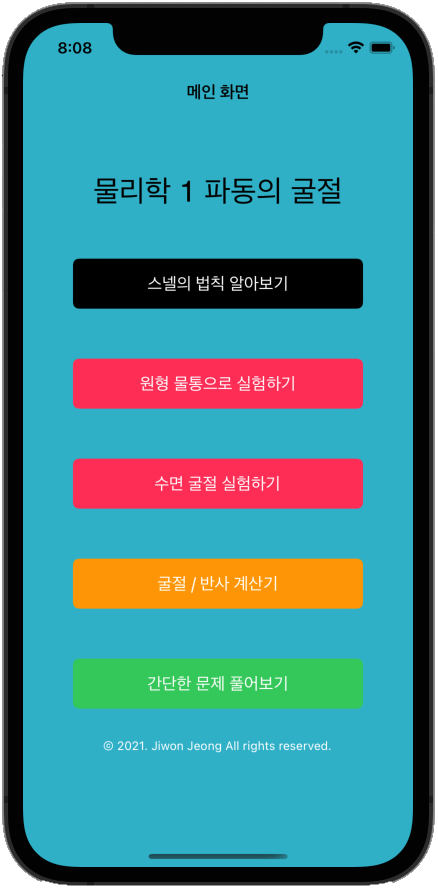 8:08
메인 화면
물리학 1 파동의 굴절
스넬의 법칙 알아보기
원형 물통으로 실험하기
수면 굴절 실험하기
굴절 / 반사 계산기
간단한 문제 풀어보기
© 2021. Jiwon Jeong All rights reserved.